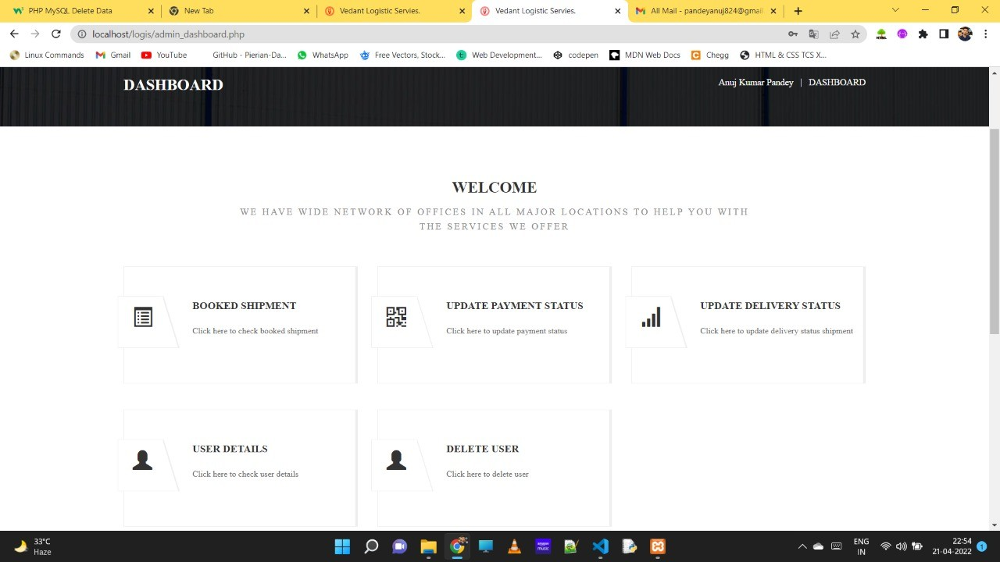 PHP MySQL Delete Data
New Tab
Vedant Logistic Servies.
Vedant Logistic Servies.
All Mail - pandeyanuj824@gmail
localhost/logis/admin_dashboard.php
Linux Commands
Gmail
YouTube
GitHub - Pierian-Da...
WhatsApp
Free Vectors, Stock...
Web Development...
codepen
MDN Web Docs
Chegg
HTML & CSS TCS X...
DASHBOARD
Anuj Kumar Pandey | DASHBOARD
WELCOME
WE HAVE WIDE NETWORK OF OFFICES IN ALL MAJOR LOCATIONS TO HELP YOU WITH
THE SERVICES WE OFFER
BOOKED SHIPMENT
Click here to check booked shipment
UPDATE PAYMENT STATUS
Click here to update payment status
UPDATE DELIVERY STATUS
Click here to update delivery status shipment
USER DETAILS
Click here to check user details
DELETE USER
Click here to delete user
33°C
Haze
ENG
IN
22:54
21-04-2022
1